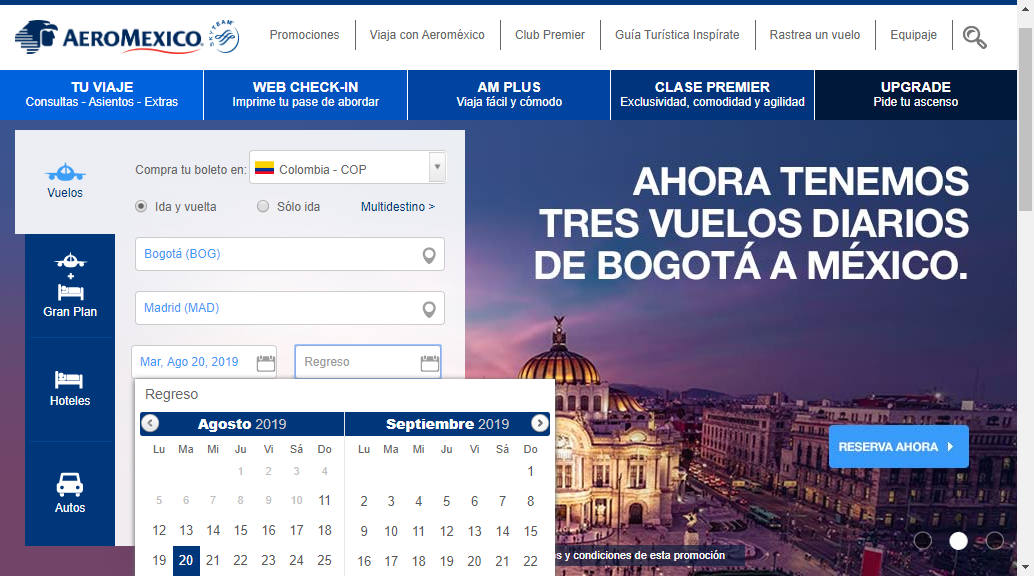 AEROMEXICO.
SKYTEAM
Promociones
Viaja con Aeroméxico
Club Premier
Guía Turística Inspírate
Rastrea un vuelo
Equipaje
TU VIAJE
Consultas - Asientos - Extras
WEB CHECK-IN
Imprime tu pase de abordar
AM PLUS
Viaja fácil y cómodo
CLASE PREMIER
Exclusividad, comodidad y agilidad
UPGRADE
Pide tu ascenso
Vuelos
+
Gran Plan
Hoteles
Autos
Compra tu boleto en:
Colombia - COP
Ida y vuelta
Sólo ida
Multidestino >
Bogotá (BOG)
Madrid (MAD)
Mar, Ago 20, 2019
Regreso
Regreso
Agosto 2019
Lu Ma Mi Ju Vi Sá Do
1 2 3 4
5 6 7 8 9 10 11
12 13 14 15 16 17 18
19 20 21 22 23 24 25
Septiembre 2019
Lu Ma Mi Ju Vi Sá Do
1
2 3 4 5 6 7 8
9 10 11 12 13 14 15
16 17 18 19 20 21 22
AHORA TENEMOS
TRES VUELOS DIARIOS
DE BOGOTÁ A MÉXICO.
RESERVA AHORA
y condiciones de esta promoción